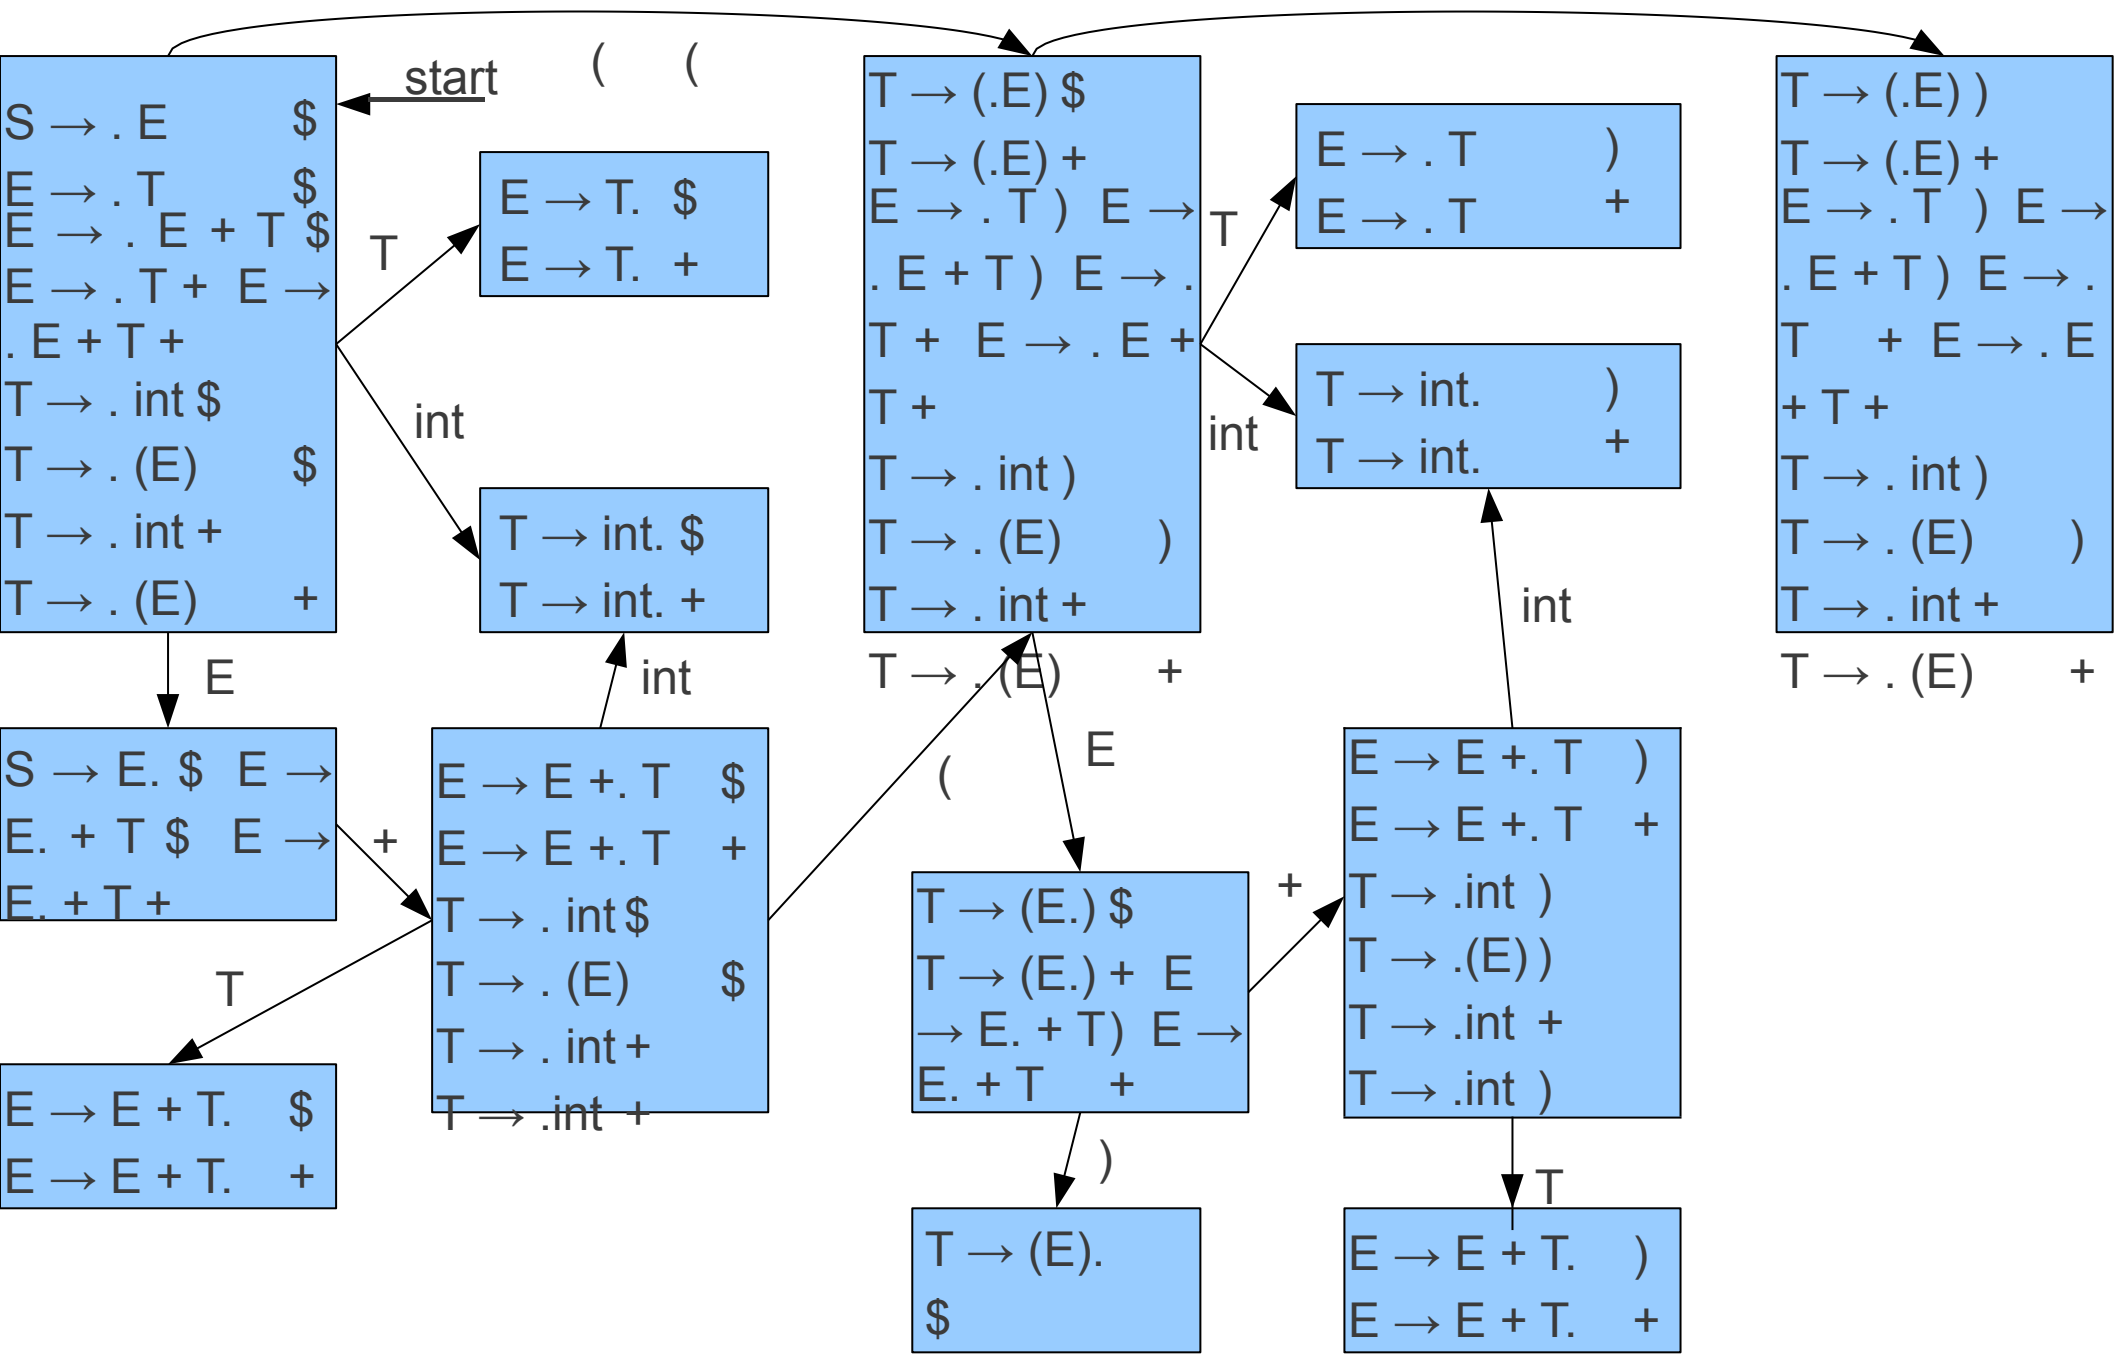 start
(
(
S → . E $
E → . T $
E → . E + T $
E → . T + E →
. E + T +
T → . int $
T → . (E) $
T → . int +
T → . (E) +
T
E → T. $
E → T. +
int
T → int. $
T → int. +
T → (.E) $
T → (.E) +
E → . T ) E →
. E + T ) E → .
T + E → . E +
T +
T → . int )
T → . (E) )
T → . int +
T → . (E) +
T
E → . T )
E → . T +
int
T → int. )
T → int. +
T → (.E) )
T → (.E) +
E → . T ) E →
. E + T ) E → .
T + E → . E
+ T +
T → . int )
T → . (E) )
T → . int +
T → . (E) +
E
int
int
S → E. $ E →
E. + T $ E →
E. + T +
+
E → E +. T $
E → E +. T +
T → . int $
T → . (E) $
T → . int +
T → .int +
(
E
T → (E.) $
T → (E.) + E
→ E. + T) E →
E. + T +
+
E → E +. T )
E → E +. T +
T → .int )
T → .(E) )
T → .int +
T → .int )
T
E → E + T. $
E → E + T. +
)
T → (E).
$
T
E → E + T. )
E → E + T. +